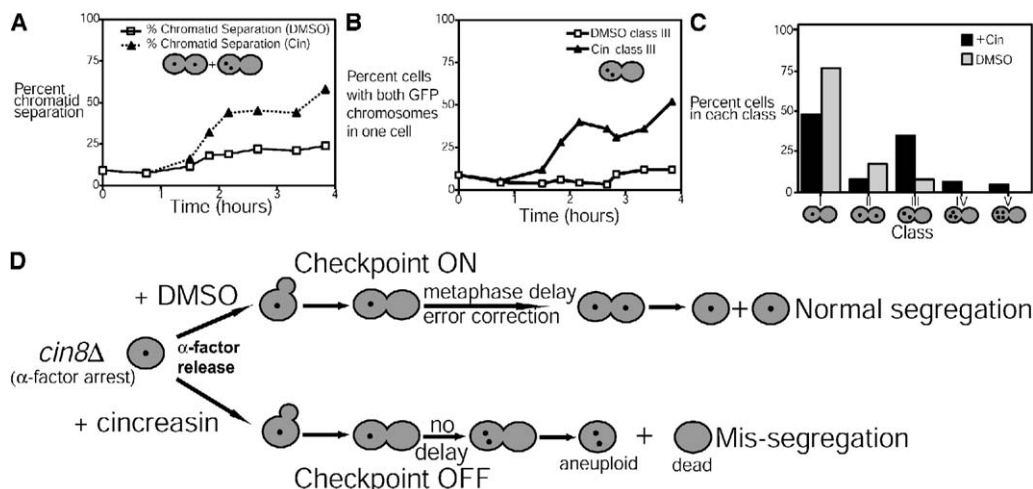 A
% Chromatid Separation (DMSO)
% Chromatid Separation (Cin)
+
Percent
chromatid
separation
100
75
50
25
0
0
1
2
3
4
Time (hours)
B
DMSO class III
Cin class III
Percent cells
with both GFP
chromosomes
in one cell
100
75
50
25
0
0
1
2
3
4
Time (hours)
C
+Cin
DMSO
Percent cells
in each class
100
75
50
25
0
I
II
III
IV
V
Class
D
Checkpoint ON
+ DMSO
metaphase delay
error correction
+
Normal segregation
cin8Δ
(α-factor arrest)
α-factor
release
+ cincreasin
no
delay
+
Mis-segregation
aneuploid
dead
Checkpoint OFF